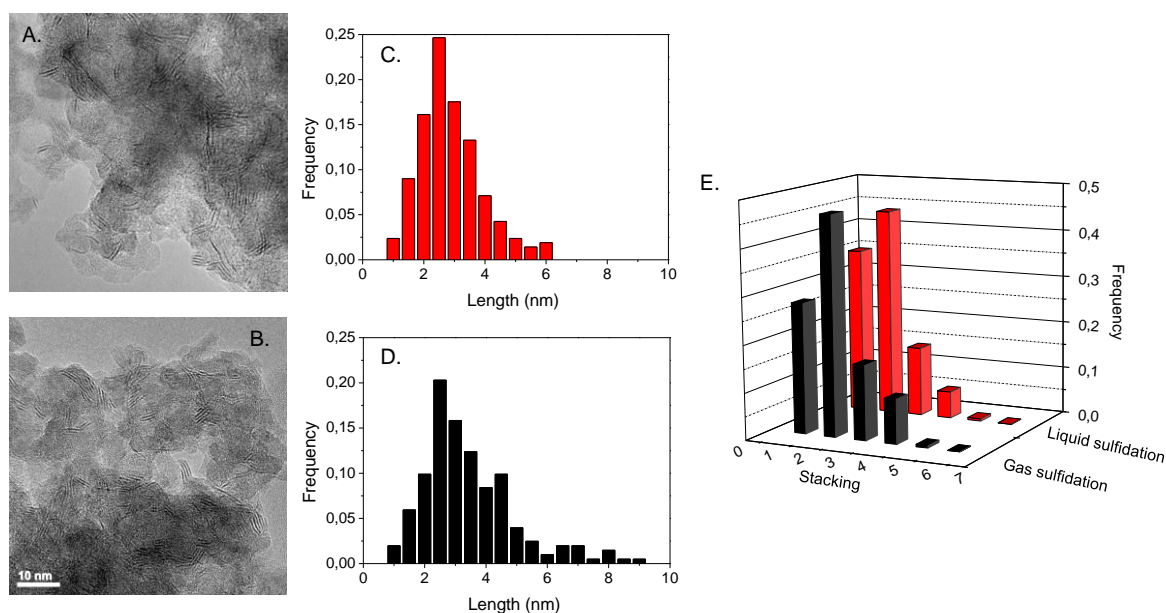 A.
B.
10 nm
C.
Frequency
0,25
0,20
0,15
0,10
0,05
0,00
0 2 4 6 8 10
Length (nm)
D.
Frequency
0,25
0,20
0,15
0,10
0,05
0,00
0 2 4 6 8 10
Length (nm)
E.
0,5
0,4
0,3
0,2
0,1
0,0
Frequency
0 1 2 3 4 5 6 7
Stacking
Liquid sulfidation
Gas sulfidation